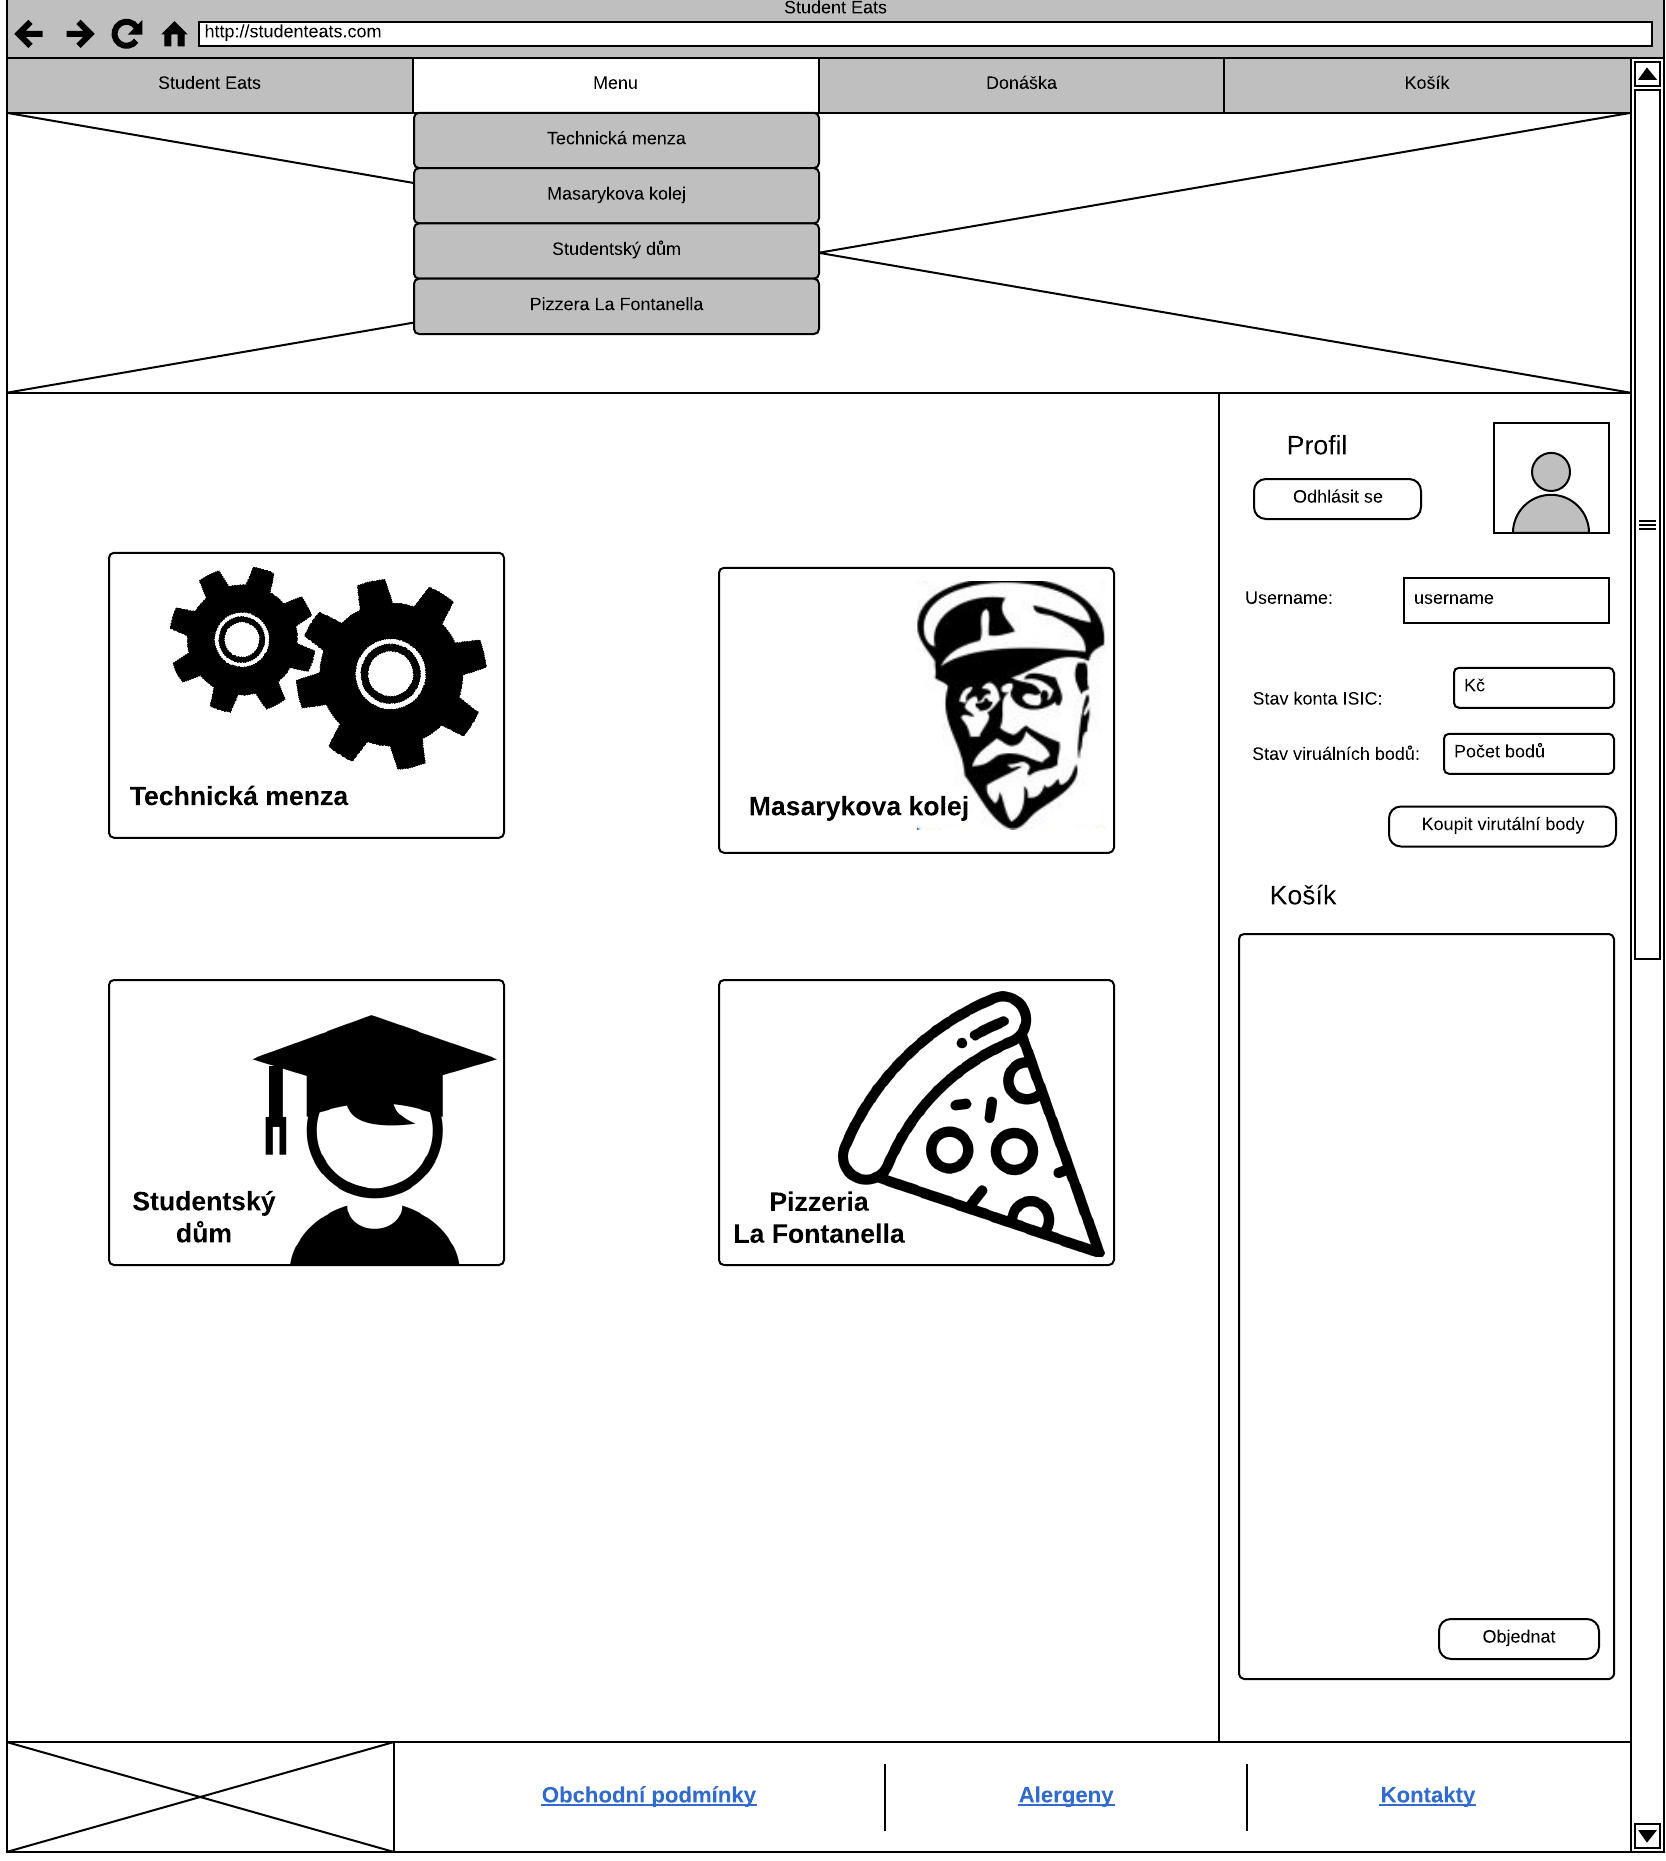 Student Eats
http://studenteats.com
Student Eats
Menu
Donáška
Košík
Technická menza
Masarykova kolej
Studentský dům
Pizzera La Fontanella
Profil
Odhlásit se
Username:
username
Stav konta ISIC:
Kč
Stav viruálních bodů:
Počet bodů
Koupit virutální body
Košík
Technická menza
Masarykova kolej
Studentský
dům
Pizzeria
La Fontanella
Objednat
Obchodní podmínky
Alergeny
Kontakty